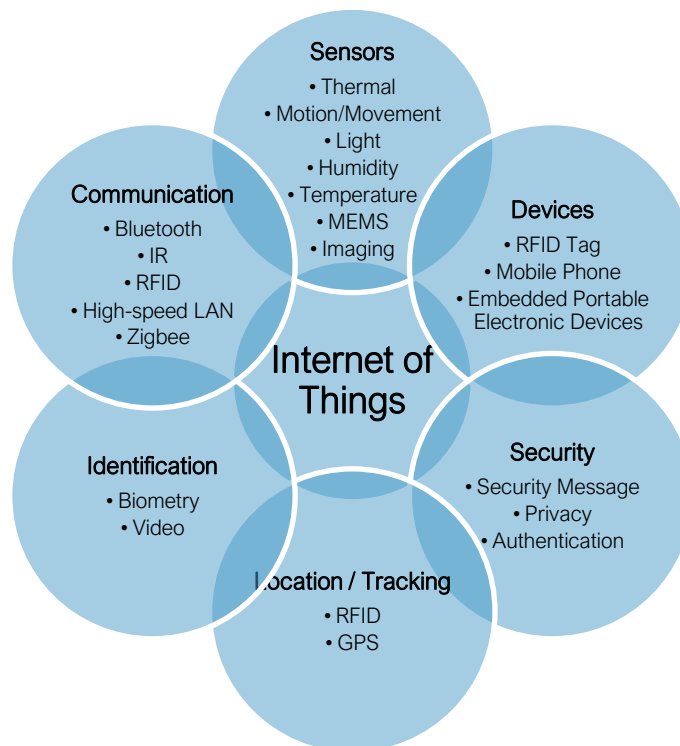 Sensors
• Thermal
• Motion/Movement
• Light
• Humidity
• Temperature
• MEMS
• Imaging
Communication
• Bluetooth
• IR
• RFID
• High-speed LAN
• Zigbee
Devices
• RFID Tag
• Mobile Phone
• Embedded Portable
Electronic Devices
Internet of
Things
Identification
• Biometry
• Video
Security
• Security Message
• Privacy
• Authentication
Location / Tracking
• RFID
• GPS